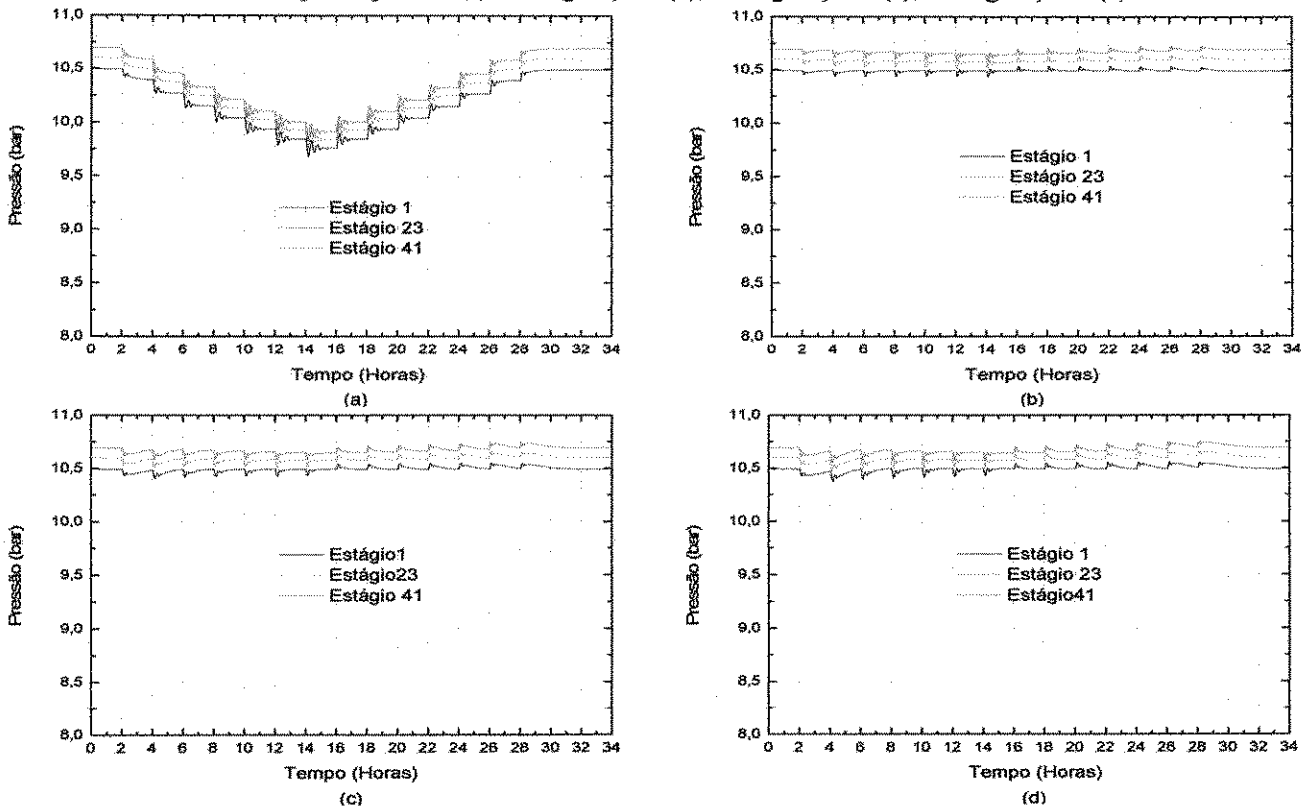 11,0
10,5
10,0
9,5
9,0
8,5
8,0
Pressão (bar)
Estágio 1
Estágio 23
Estágio 41
0 2 4 6 8 10 12 14 16 18 20 22 24 26 28 30 32 34
Tempo (Horas)
(a)
11,0
10,5
10,0
9,5
9,0
8,5
8,0
Pressão (bar)
Estágio 1
Estágio 23
Estágio 41
0 2 4 6 8 10 12 14 16 18 20 22 24 26 28 30 32 34
Tempo (Horas)
(b)
11,0
10,5
10,0
9,5
9,0
8,5
8,0
Pressão (bar)
Estágio1
Estágio23
Estágio 41
0 2 4 6 8 10 12 14 16 18 20 22 24 26 28 30 32 34
Tempo (Horas)
(c)
11,0
10,5
10,0
9,5
9,0
8,5
8,0
Pressão (bar)
Estágio 1
Estágio 23
Estágio41
0 2 4 6 8 10 12 14 16 18 20 22 24 26 28 30 32 34
Tempo (Horas)
(d)